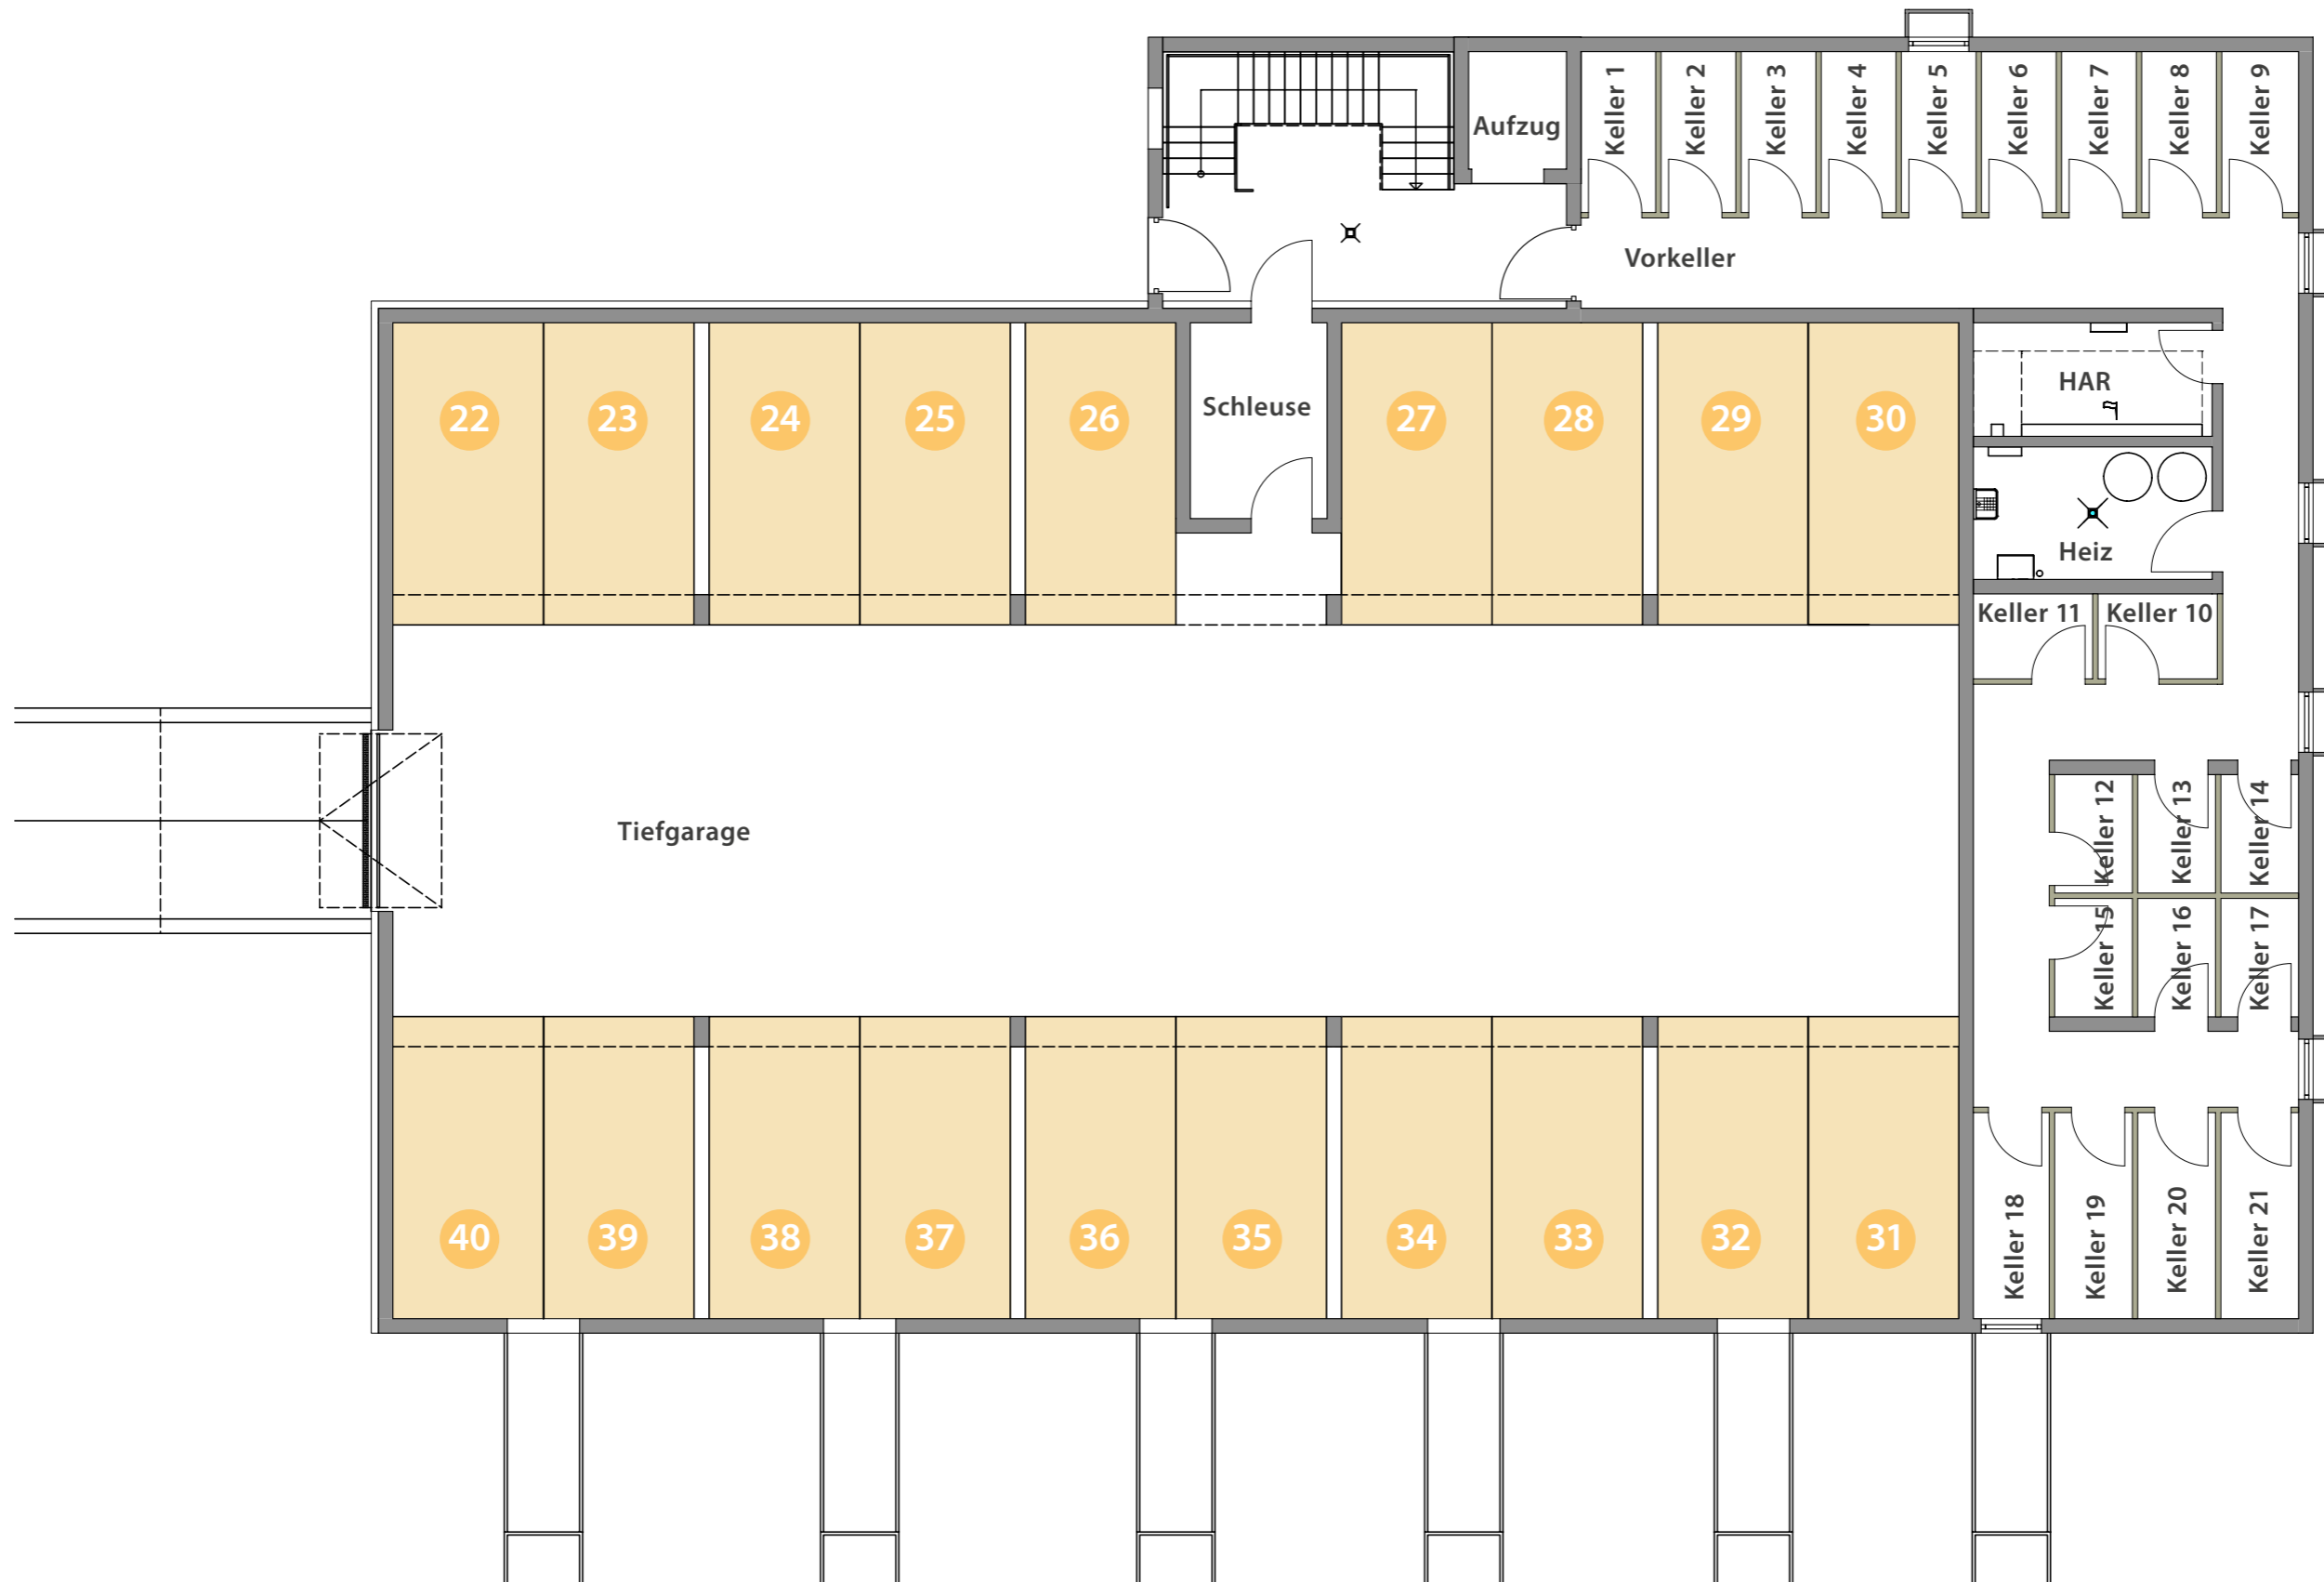 Keller 1
Keller 2
Keller 3
Keller 4
Keller 5
Keller 6
Keller 7
Keller 8
Keller 9
Aufzug
Vorkeller
22
23
24
25
26
Schleuse
27
28
29
30
HAR
Heiz
Keller 11
Keller 10
Tiefgarage
Keller 12
Keller 13
Keller 14
Keller 15
Keller 16
Keller 17
40
39
38
37
36
35
34
33
32
31
Keller 18
Keller 19
Keller 20
Keller 21